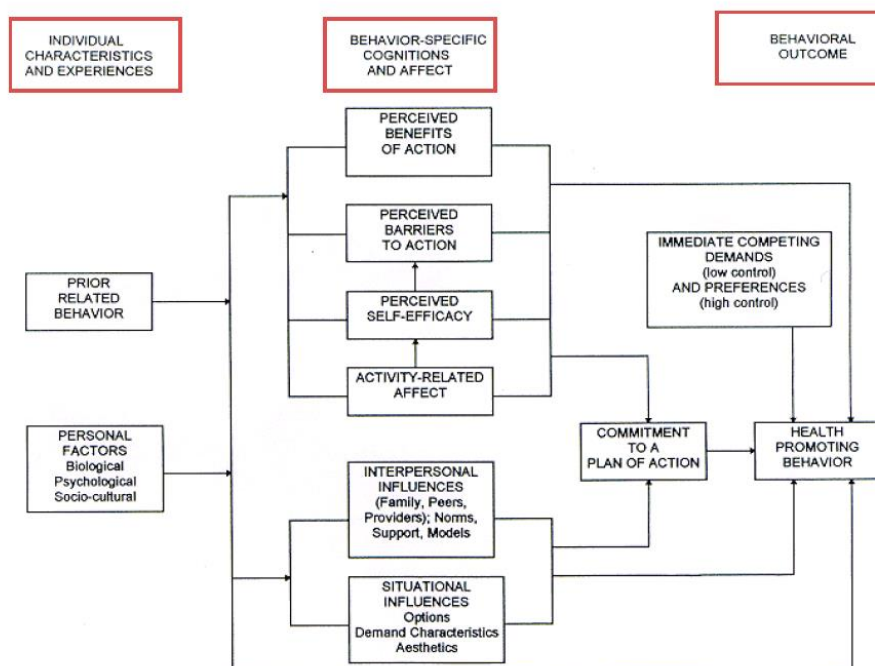 INDIVIDUAL
CHARACTERISTICS
AND EXPERIENCES
BEHAVIOR-SPECIFIC
COGNITIONS
AND AFFECT
BEHAVIORAL
OUTCOME
PERCEIVED
BENEFITS
OF ACTION
PERCEIVED
BARRIERS
TO ACTION
PERCEIVED
SELF-EFFICACY
ACTIVITY-RELATED
AFFECT
PRIOR
RELATED
BEHAVIOR
PERSONAL
FACTORS
Biological
Psychological
Socio-cultural
INTERPERSONAL
INFLUENCES
(Family, Peers,
Providers); Norms,
Support, Models
SITUATIONAL
INFLUENCES
Options
Demand Characteristics
Aesthetics
IMMEDIATE COMPETING
DEMANDS
(low control)
AND PREFERENCES
(high control)
COMMITMENT
TO A
PLAN OF ACTION
HEALTH
PROMOTING
BEHAVIOR